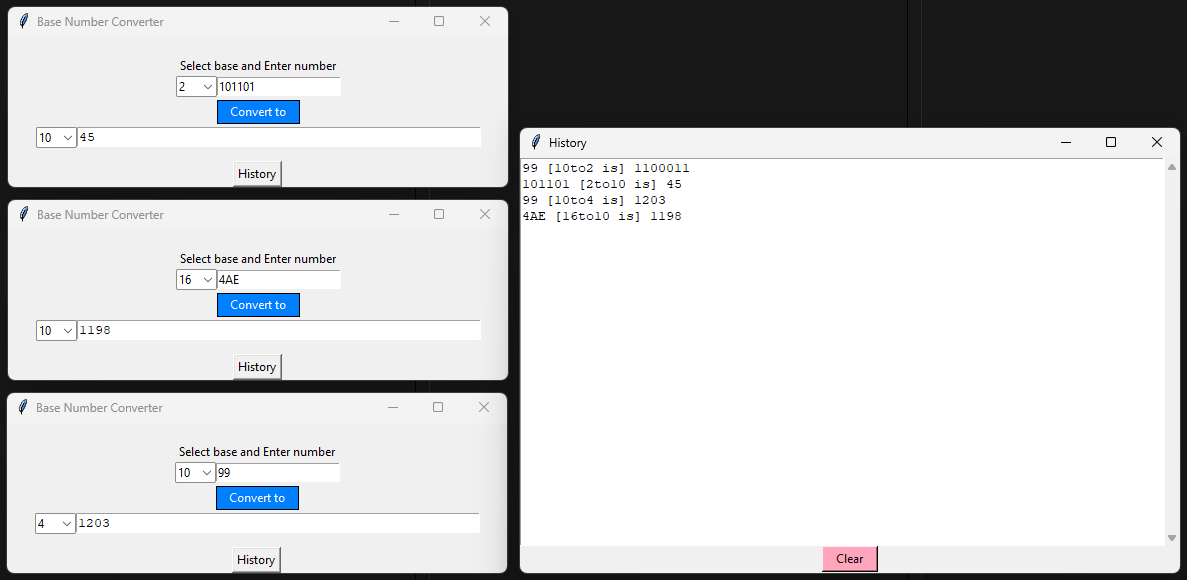 Base Number Converter
Select base and Enter number
2 101101
Convert to
10 45
History
Base Number Converter
Select base and Enter number
16 4AE
Convert to
10 1198
History
Base Number Converter
Select base and Enter number
10 99
Convert to
4 1203
History
History
99 [10to2 is] 1100011
101101 [2to10 is] 45
99 [10to4 is] 1203
4AE [16to10 is] 1198
Clear